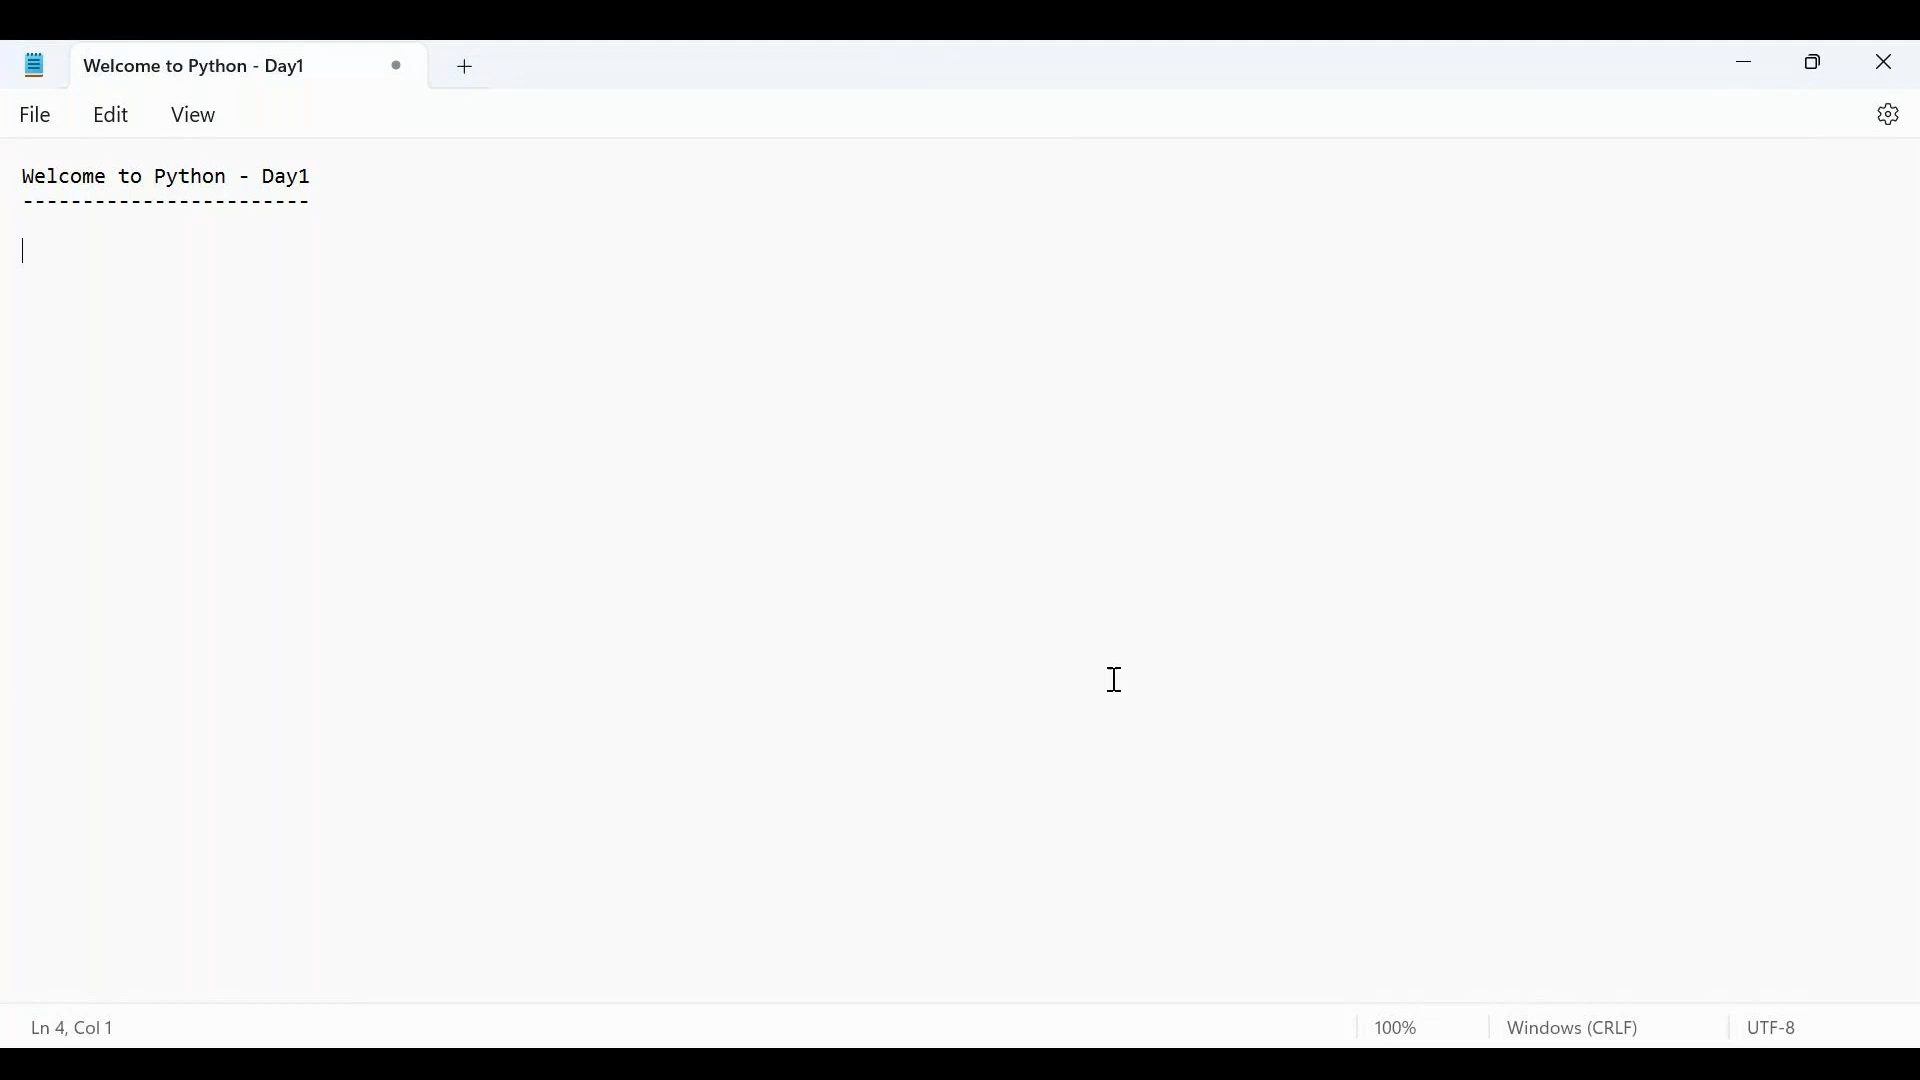 Welcome to Python - Day1
File Edit View
Welcome to Python - Day1
------------------------
Ln 4, Col 1 100% Windows (CRLF) UTF-8